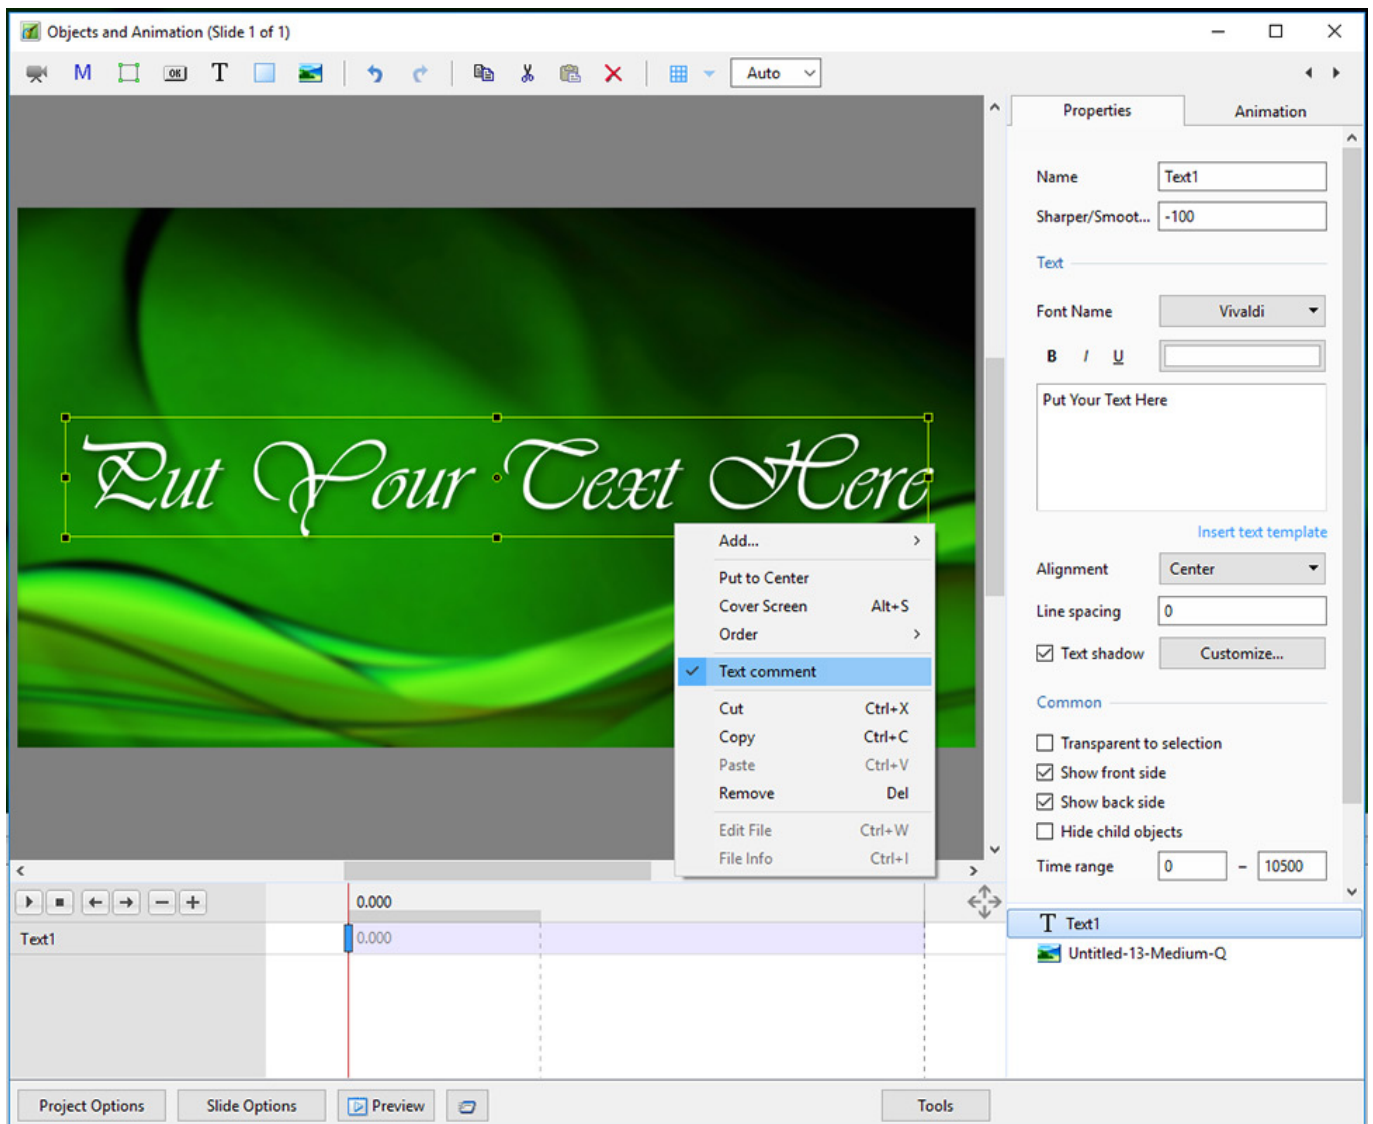 Objects and Animation (Slide 1 of 1)
M OK T Auto
Properties Animation
Name Text1
Sharper/Smoot... -100
Text
Font Name Vivaldi
B I U
Put Your Text Here
Insert text template
Alignment Center
Line spacing 0
Text shadow Customize...
Common
Transparent to selection
Show front side
Show back side
Hide child objects
Time range 0 – 10500
Put Your Text Here
Add...
Put to Center
Cover Screen Alt+S
Order
Text comment
Cut Ctrl+X
Copy Ctrl+C
Paste Ctrl+V
Remove Del
Edit File Ctrl+W
File Info Ctrl+I
0.000
Text1 0.000
T Text1
Untitled-13-Medium-Q
Project Options Slide Options Preview Tools